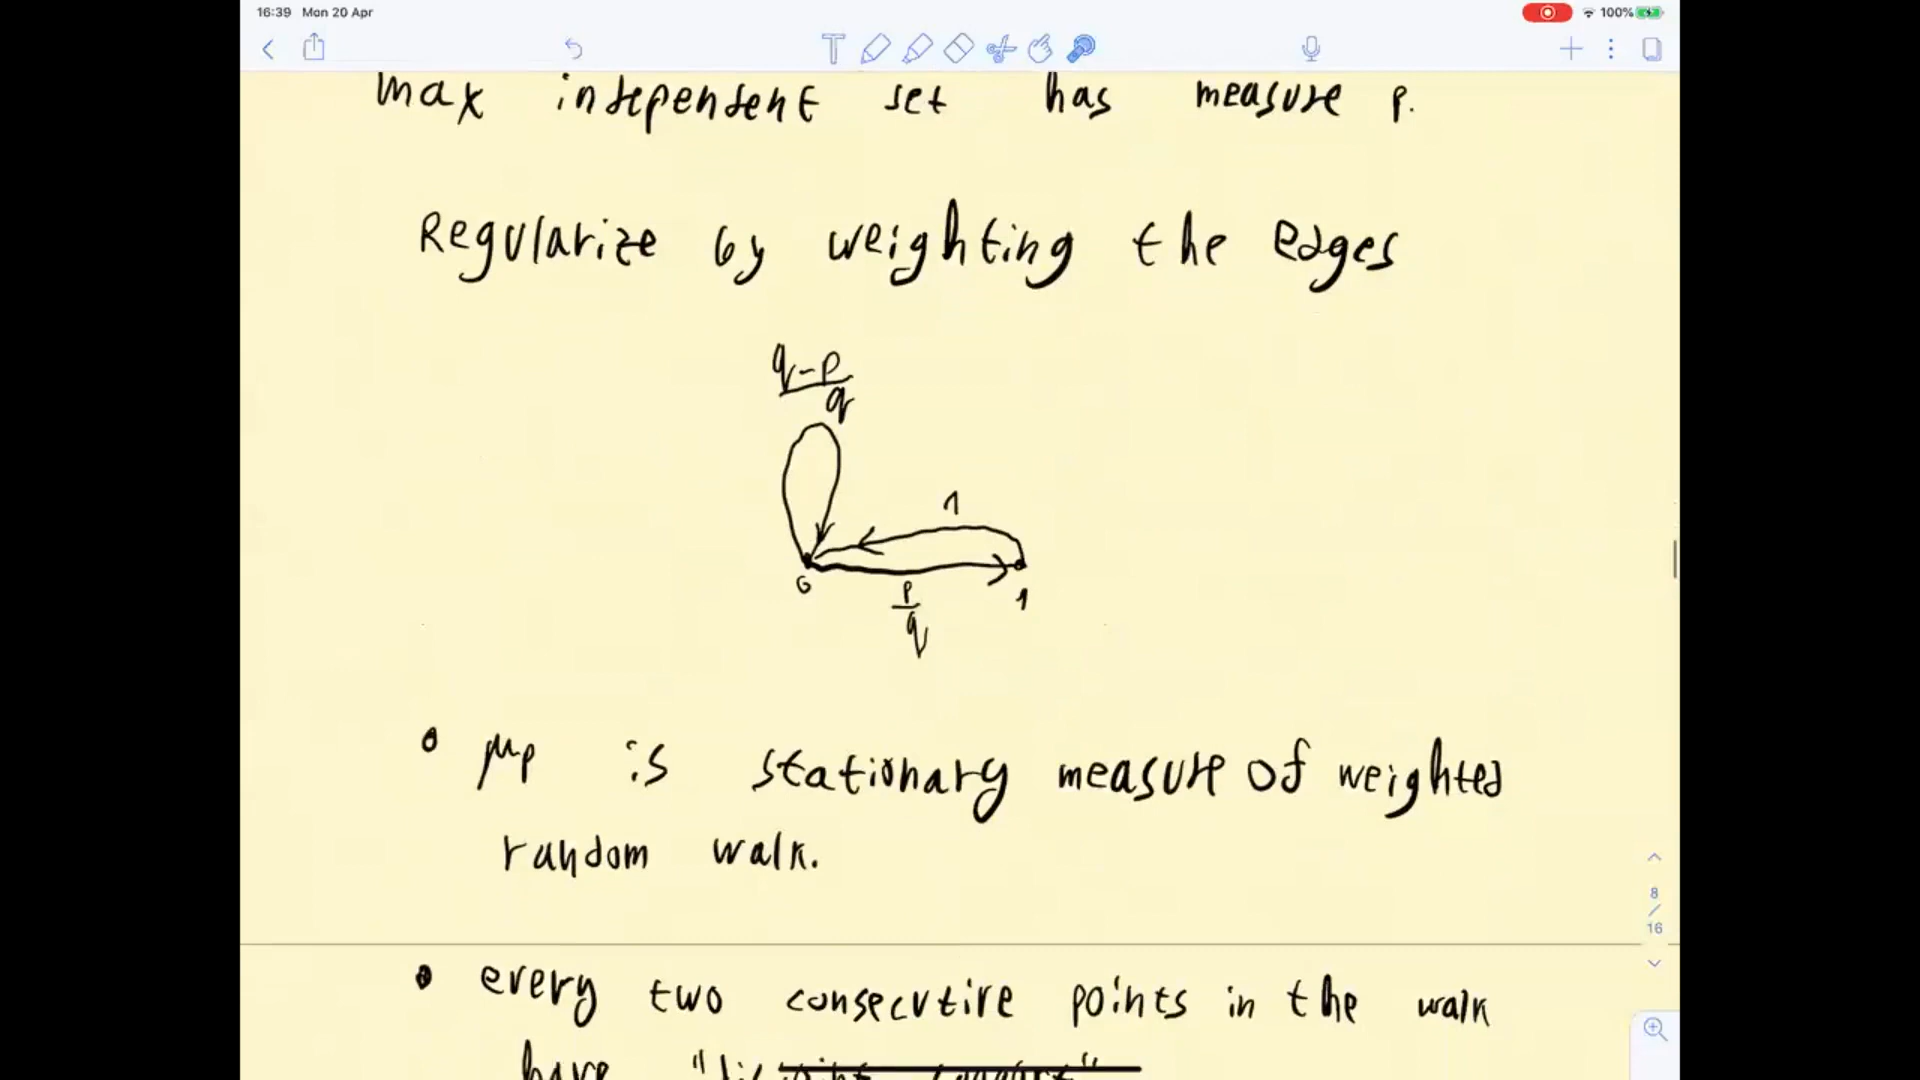 16:39 Mon 20 Apr 100%
max independent set has measure p.
Regularize by weighting the edges
q-p
q
1
0 p 1
q
• μp is stationary measure of weighted
random walk.
8
/
16
• every two consecutive points in the walk
have